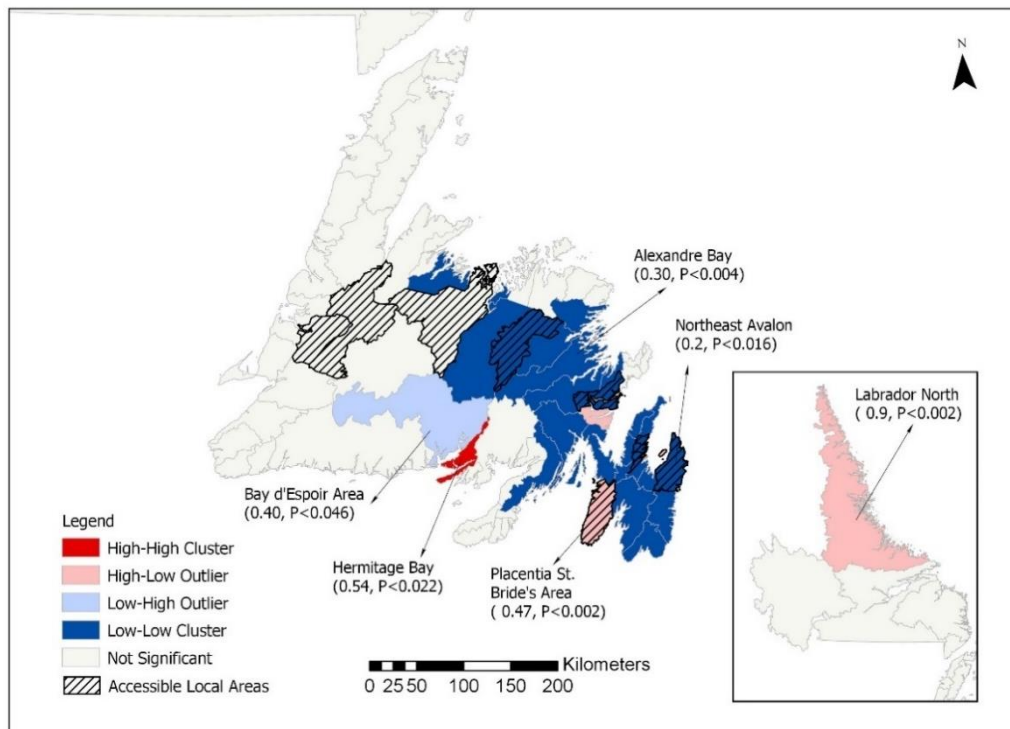 N
Alexandre Bay
(0.30, P<0.004)
Northeast Avalon
(0.2, P<0.016)
Labrador North
( 0.9, P<0.002)
Bay d'Espoir Area
(0.40, P<0.046)
Hermitage Bay
(0.54, P<0.022)
Placentia St.
Bride's Area
( 0.47, P<0.002)
Legend
High-High Cluster
High-Low Outlier
Low-High Outlier
Low-Low Cluster
Not Significant
Accessible Local Areas
Kilometers
0 25 50 100 150 200